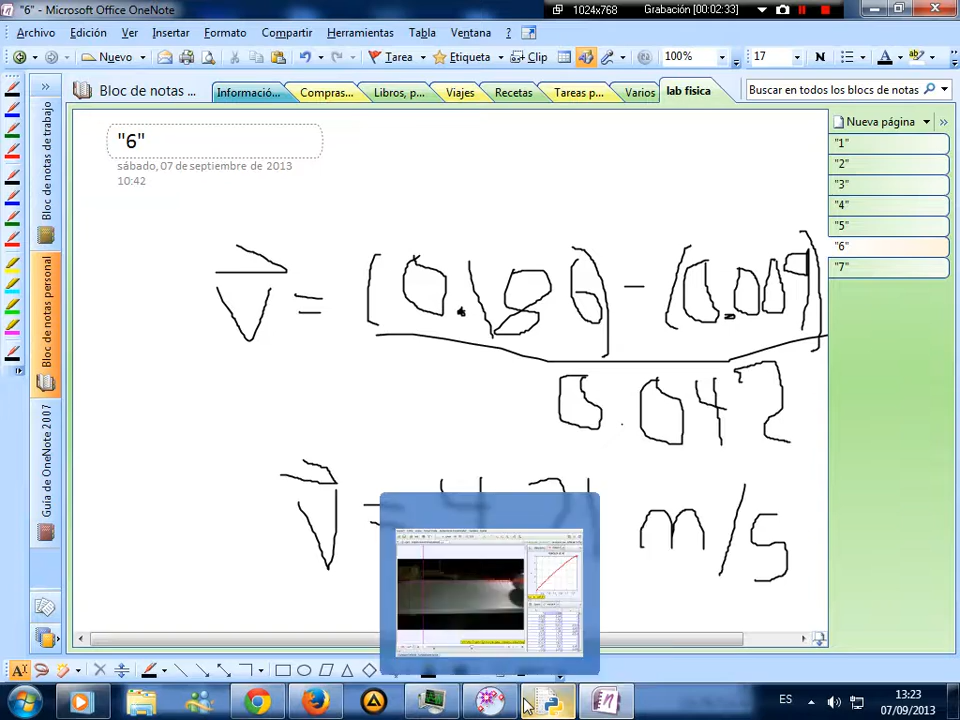 "6" - Microsoft Office OneNote
1024x768
Grabación [00:02:33]
Archivo Edición Ver Insertar Formato Compartir Herramientas Tabla Ventana ?
Nuevo Tarea Etiqueta Clip 100% 17 N A ab
Bloc de notas ... Informació... Compras... Libros, p... Viajes Recetas Tareas p... Varios lab fisica Buscar en todos los blocs de notas
Nueva página
"1"
"2"
"3"
"4"
"5"
"6"
"7"
Bloc de notas de trabajo
Bloc de notas personal
Guía de OneNote 2007
"6"
sábado, 07 de septiembre de 2013
10:42
V = (0.186) - (0.009)
0.042
V = m/s
ES
13:23
07/09/2013